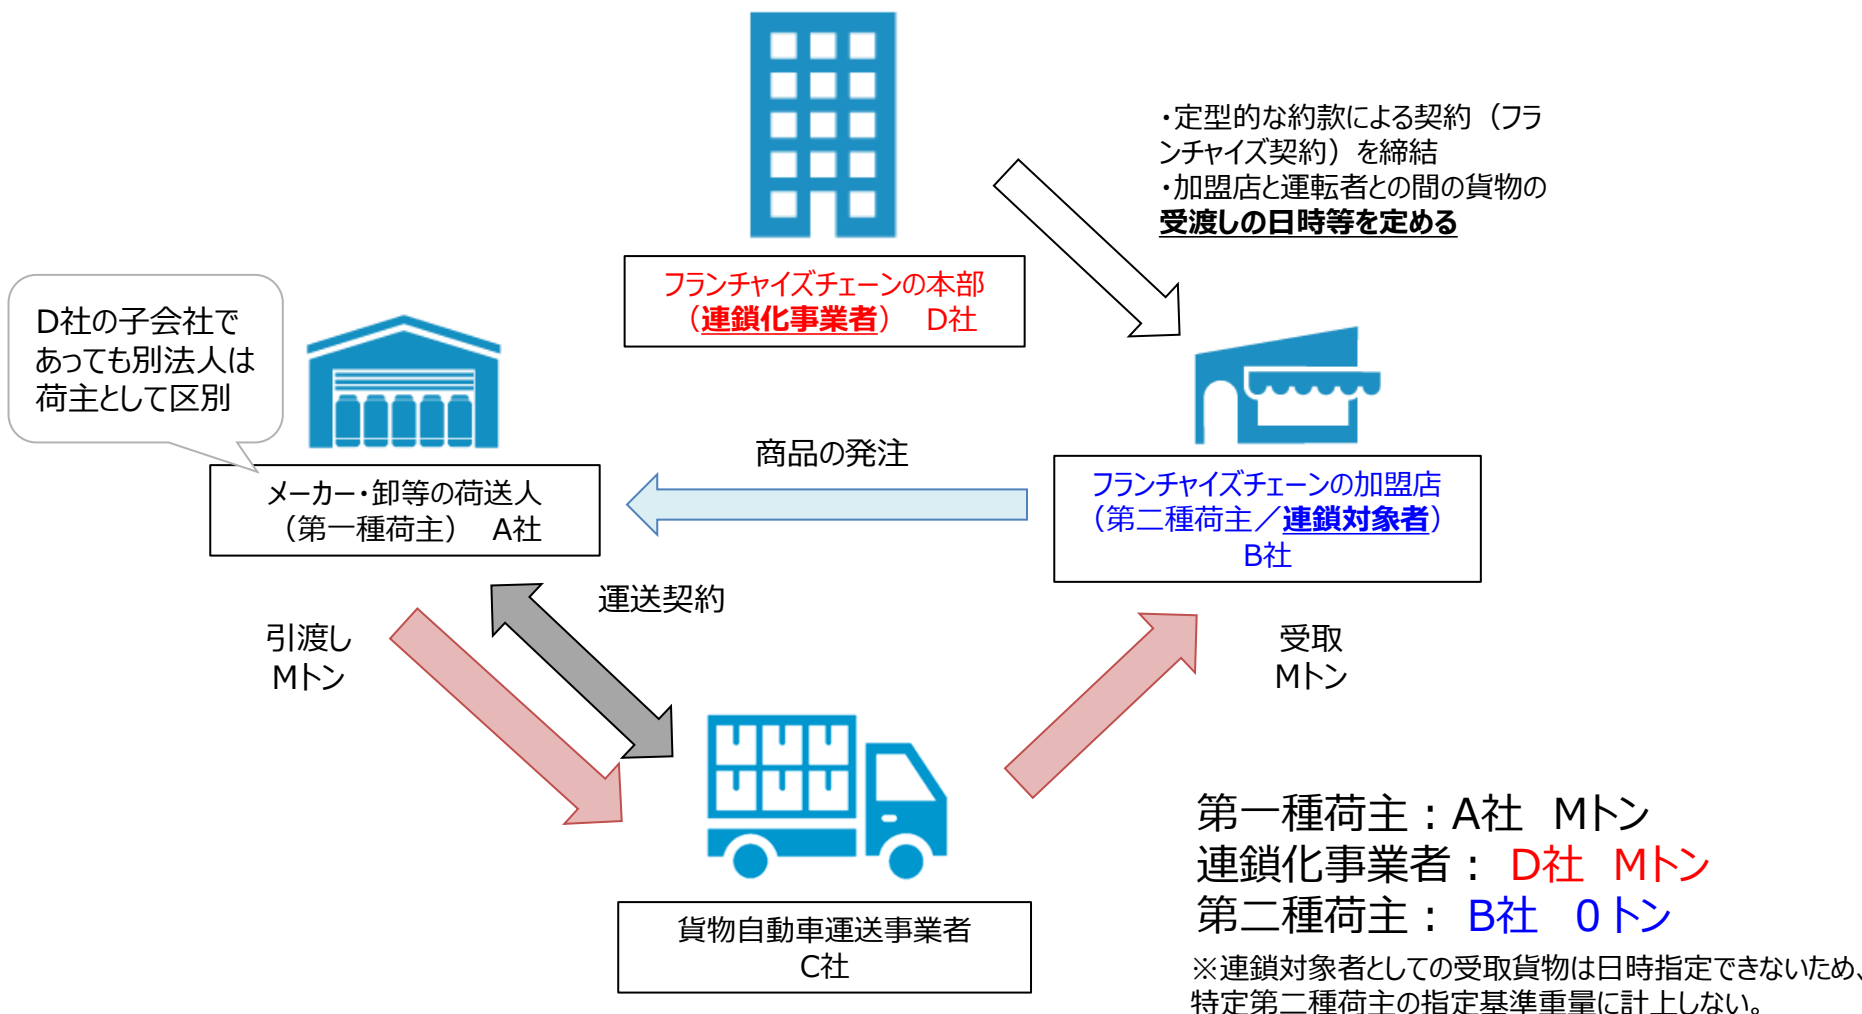 ・定型的な約款による契約（フラ
ンチャイズ契約）を締結
・加盟店と運転者との間の貨物の
受渡しの日時等を定める
フランチャイズチェーンの本部
（連鎖化事業者） D社
D社の子会社で
あっても別法人は
荷主として区別
商品の発注
メーカー・卸等の荷送人
（第一種荷主） A社
フランチャイズチェーンの加盟店
（第二種荷主／連鎖対象者）
B社
運送契約
引渡し
Mトン
受取
Mトン
貨物自動車運送事業者
C社
第一種荷主：A社 Mトン
連鎖化事業者： D社 Mトン
第二種荷主： B社 0トン
※連鎖対象者としての受取貨物は日時指定できないため、
特定第二種荷主の指定基準重量に計上しない。